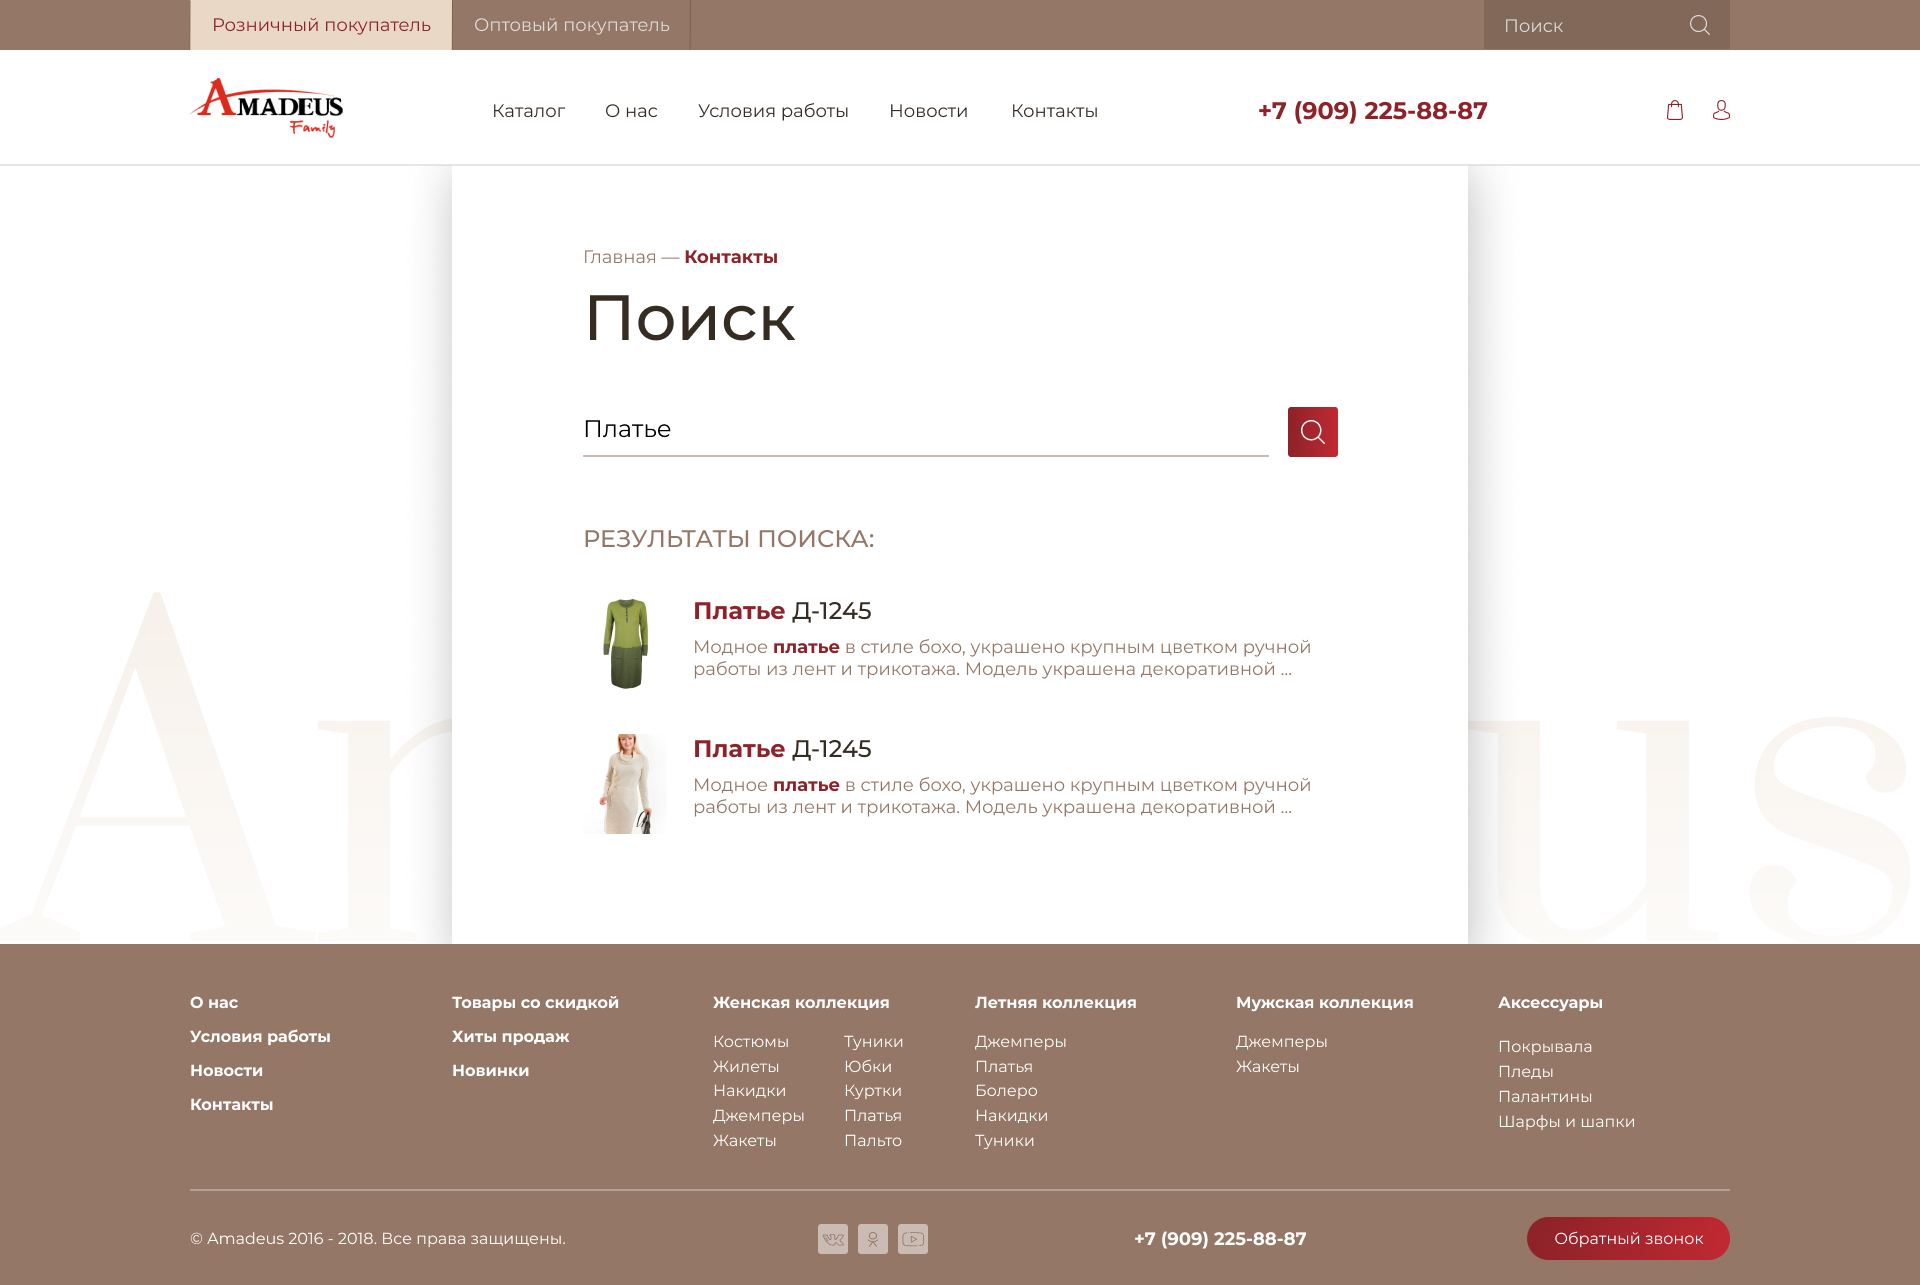 Розничный покупатель
Оптовый покупатель
Поиск
AMADEUS
Family
Каталог
О нас
Условия работы
Новости
Контакты
+7 (909) 225-88-87
Главная — Контакты
Поиск
Платье
РЕЗУЛЬТАТЫ ПОИСКА:
Платье Д-1245
Модное платье в стиле бохо, украшено крупным цветком ручной
работы из лент и трикотажа. Модель украшена декоративной ...
Платье Д-1245
Модное платье в стиле бохо, украшено крупным цветком ручной
работы из лент и трикотажа. Модель украшена декоративной ...
О нас
Условия работы
Новости
Контакты
Товары со скидкой
Хиты продаж
Новинки
Женская коллекция
Костюмы
Жилеты
Накидки
Джемперы
Жакеты
Туники
Юбки
Куртки
Платья
Пальто
Летняя коллекция
Джемперы
Платья
Болеро
Накидки
Туники
Мужская коллекция
Джемперы
Жакеты
Аксессуары
Покрывала
Пледы
Палантины
Шарфы и шапки
© Amadeus 2016 - 2018. Все права защищены.
+7 (909) 225-88-87
Обратный звонок